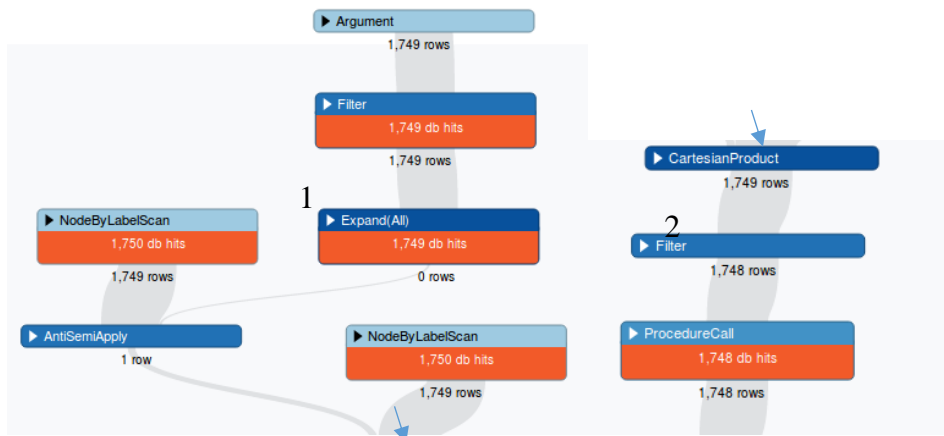 Argument
1,749 rows
Filter
1,749 db hits
1,749 rows
1
Expand(All)
1,749 db hits
0 rows
NodeByLabelScan
1,750 db hits
1,749 rows
AntiSemiApply
1 row
NodeByLabelScan
1,750 db hits
1,749 rows
CartesianProduct
1,749 rows
2
Filter
1,748 rows
ProcedureCall
1,748 db hits
1,748 rows